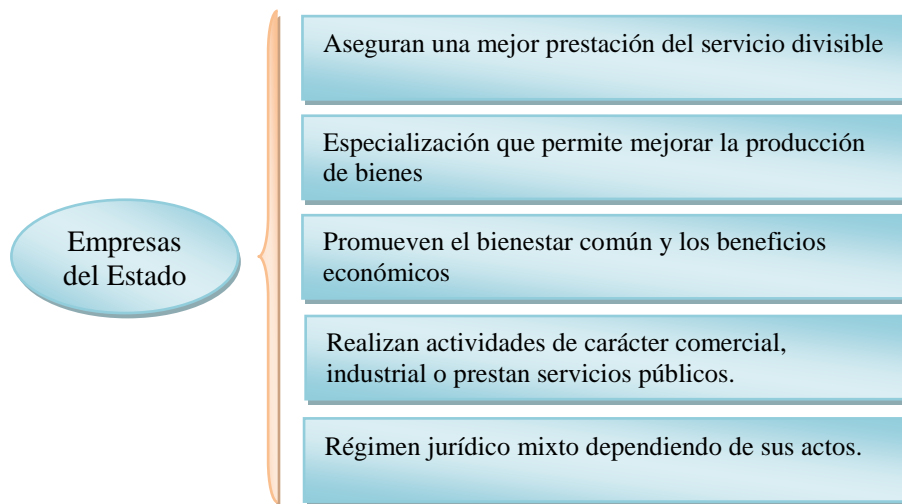 Empresas
del Estado
Aseguran una mejor prestación del servicio divisible
Especialización que permite mejorar la producción
de bienes
Promueven el bienestar común y los beneficios
económicos
Realizan actividades de carácter comercial,
industrial o prestan servicios públicos.
Régimen jurídico mixto dependiendo de sus actos.